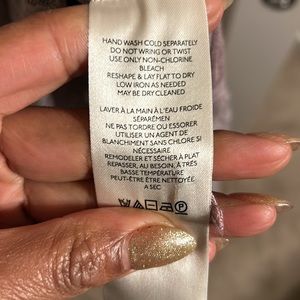 HAND WASH COLD SEPARATELY
DO NOT WRING OR TWIST
USE ONLY NON-CHLORINE
BLEACH
RESHAPE & LAY FLAT TO DRY
LOW IRON AS NEEDED
MAY BE DRY CLEANED
LAVER À LA MAIN À L'EAU FROIDE
SÉPARÉMEN
NE PAS TORDRE OU ESSORER
UTILISER UN AGENT DE
BLANCHIMENT SANS CHLORE SI
NÉCESSAIRE
REMODELER ET SÉCHER À PLAT
REPASSER, AU BESOIN, À TRÈS
BASSE TEMPÉRATURE
PEUT-ÊTRE ÊTRE NETTOYÉE
A SEC